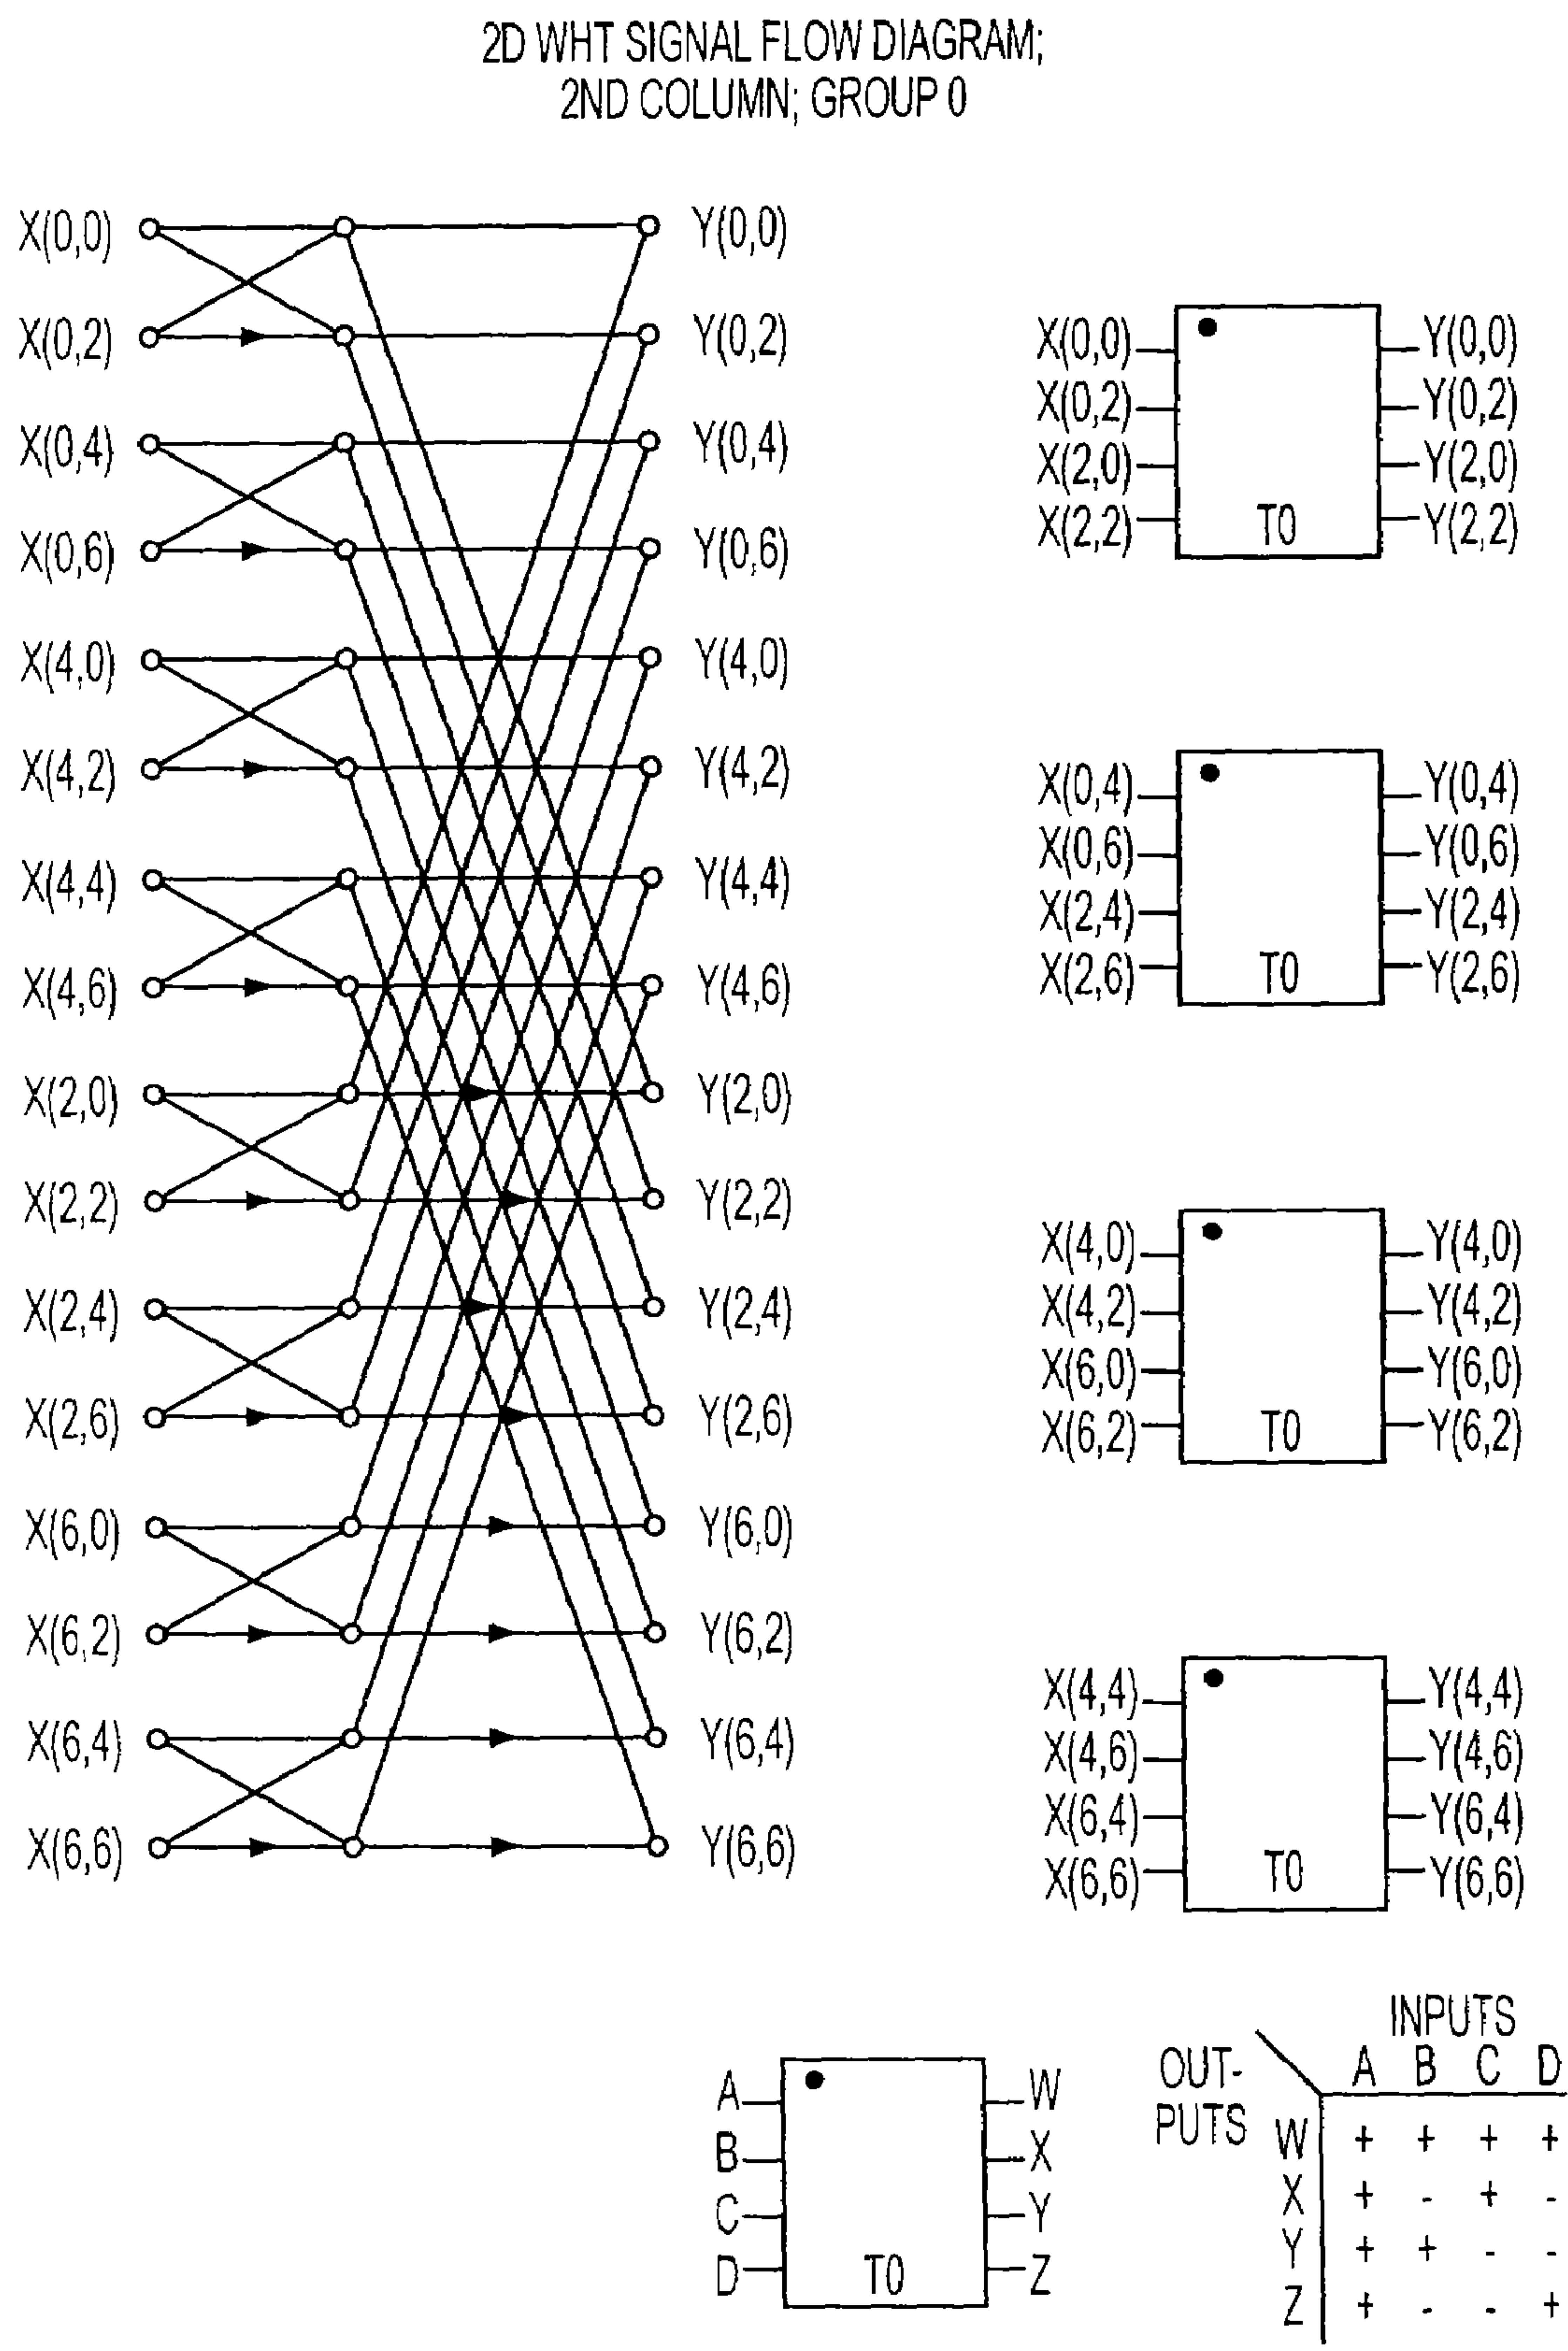 2D WHT SIGNAL FLOW DIAGRAM;
2ND COLUMN; GROUP 0
X(0,0) Y(0,0)
X(0,2) Y(0,2)
X(0,4) Y(0,4)
X(0,6) Y(0,6)
X(4,0) Y(4,0)
X(4,2) Y(4,2)
X(4,4) Y(4,4)
X(4,6) Y(4,6)
X(2,0) Y(2,0)
X(2,2) Y(2,2)
X(2,4) Y(2,4)
X(2,6) Y(2,6)
X(6,0) Y(6,0)
X(6,2) Y(6,2)
X(6,4) Y(6,4)
X(6,6) Y(6,6)
X(0,0) Y(0,0)
X(0,2) Y(0,2)
X(2,0) Y(2,0)
X(2,2) T0 Y(2,2)
X(0,4) Y(0,4)
X(0,6) Y(0,6)
X(2,4) Y(2,4)
X(2,6) T0 Y(2,6)
X(4,0) Y(4,0)
X(4,2) Y(4,2)
X(6,0) Y(6,0)
X(6,2) T0 Y(6,2)
X(4,4) Y(4,4)
X(4,6) Y(4,6)
X(6,4) Y(6,4)
X(6,6) T0 Y(6,6)
A W
B X
C Y
D T0 Z
INPUTS
OUT-
PUTS
A B C D
W + + + +
X + - + -
Y + + - -
Z + - - +